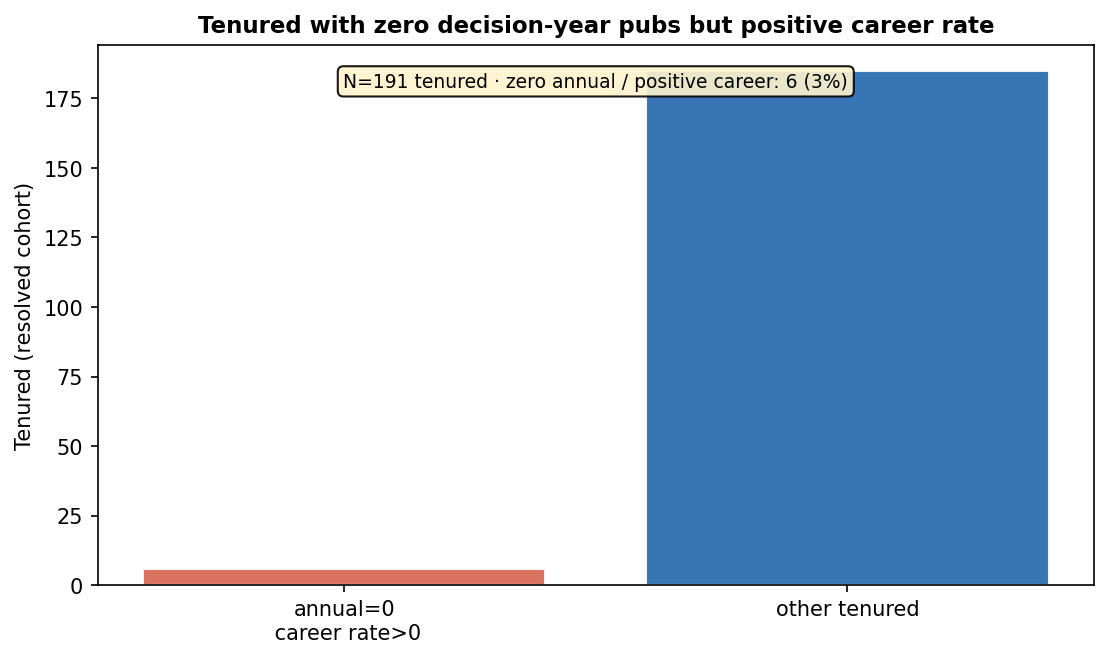 Tenured with zero decision-year pubs but positive career rate
N=191 tenured · zero annual / positive career: 6 (3%)
Tenured (resolved cohort)
175
150
125
100
75
50
25
0
annual=0
career rate>0
other tenured